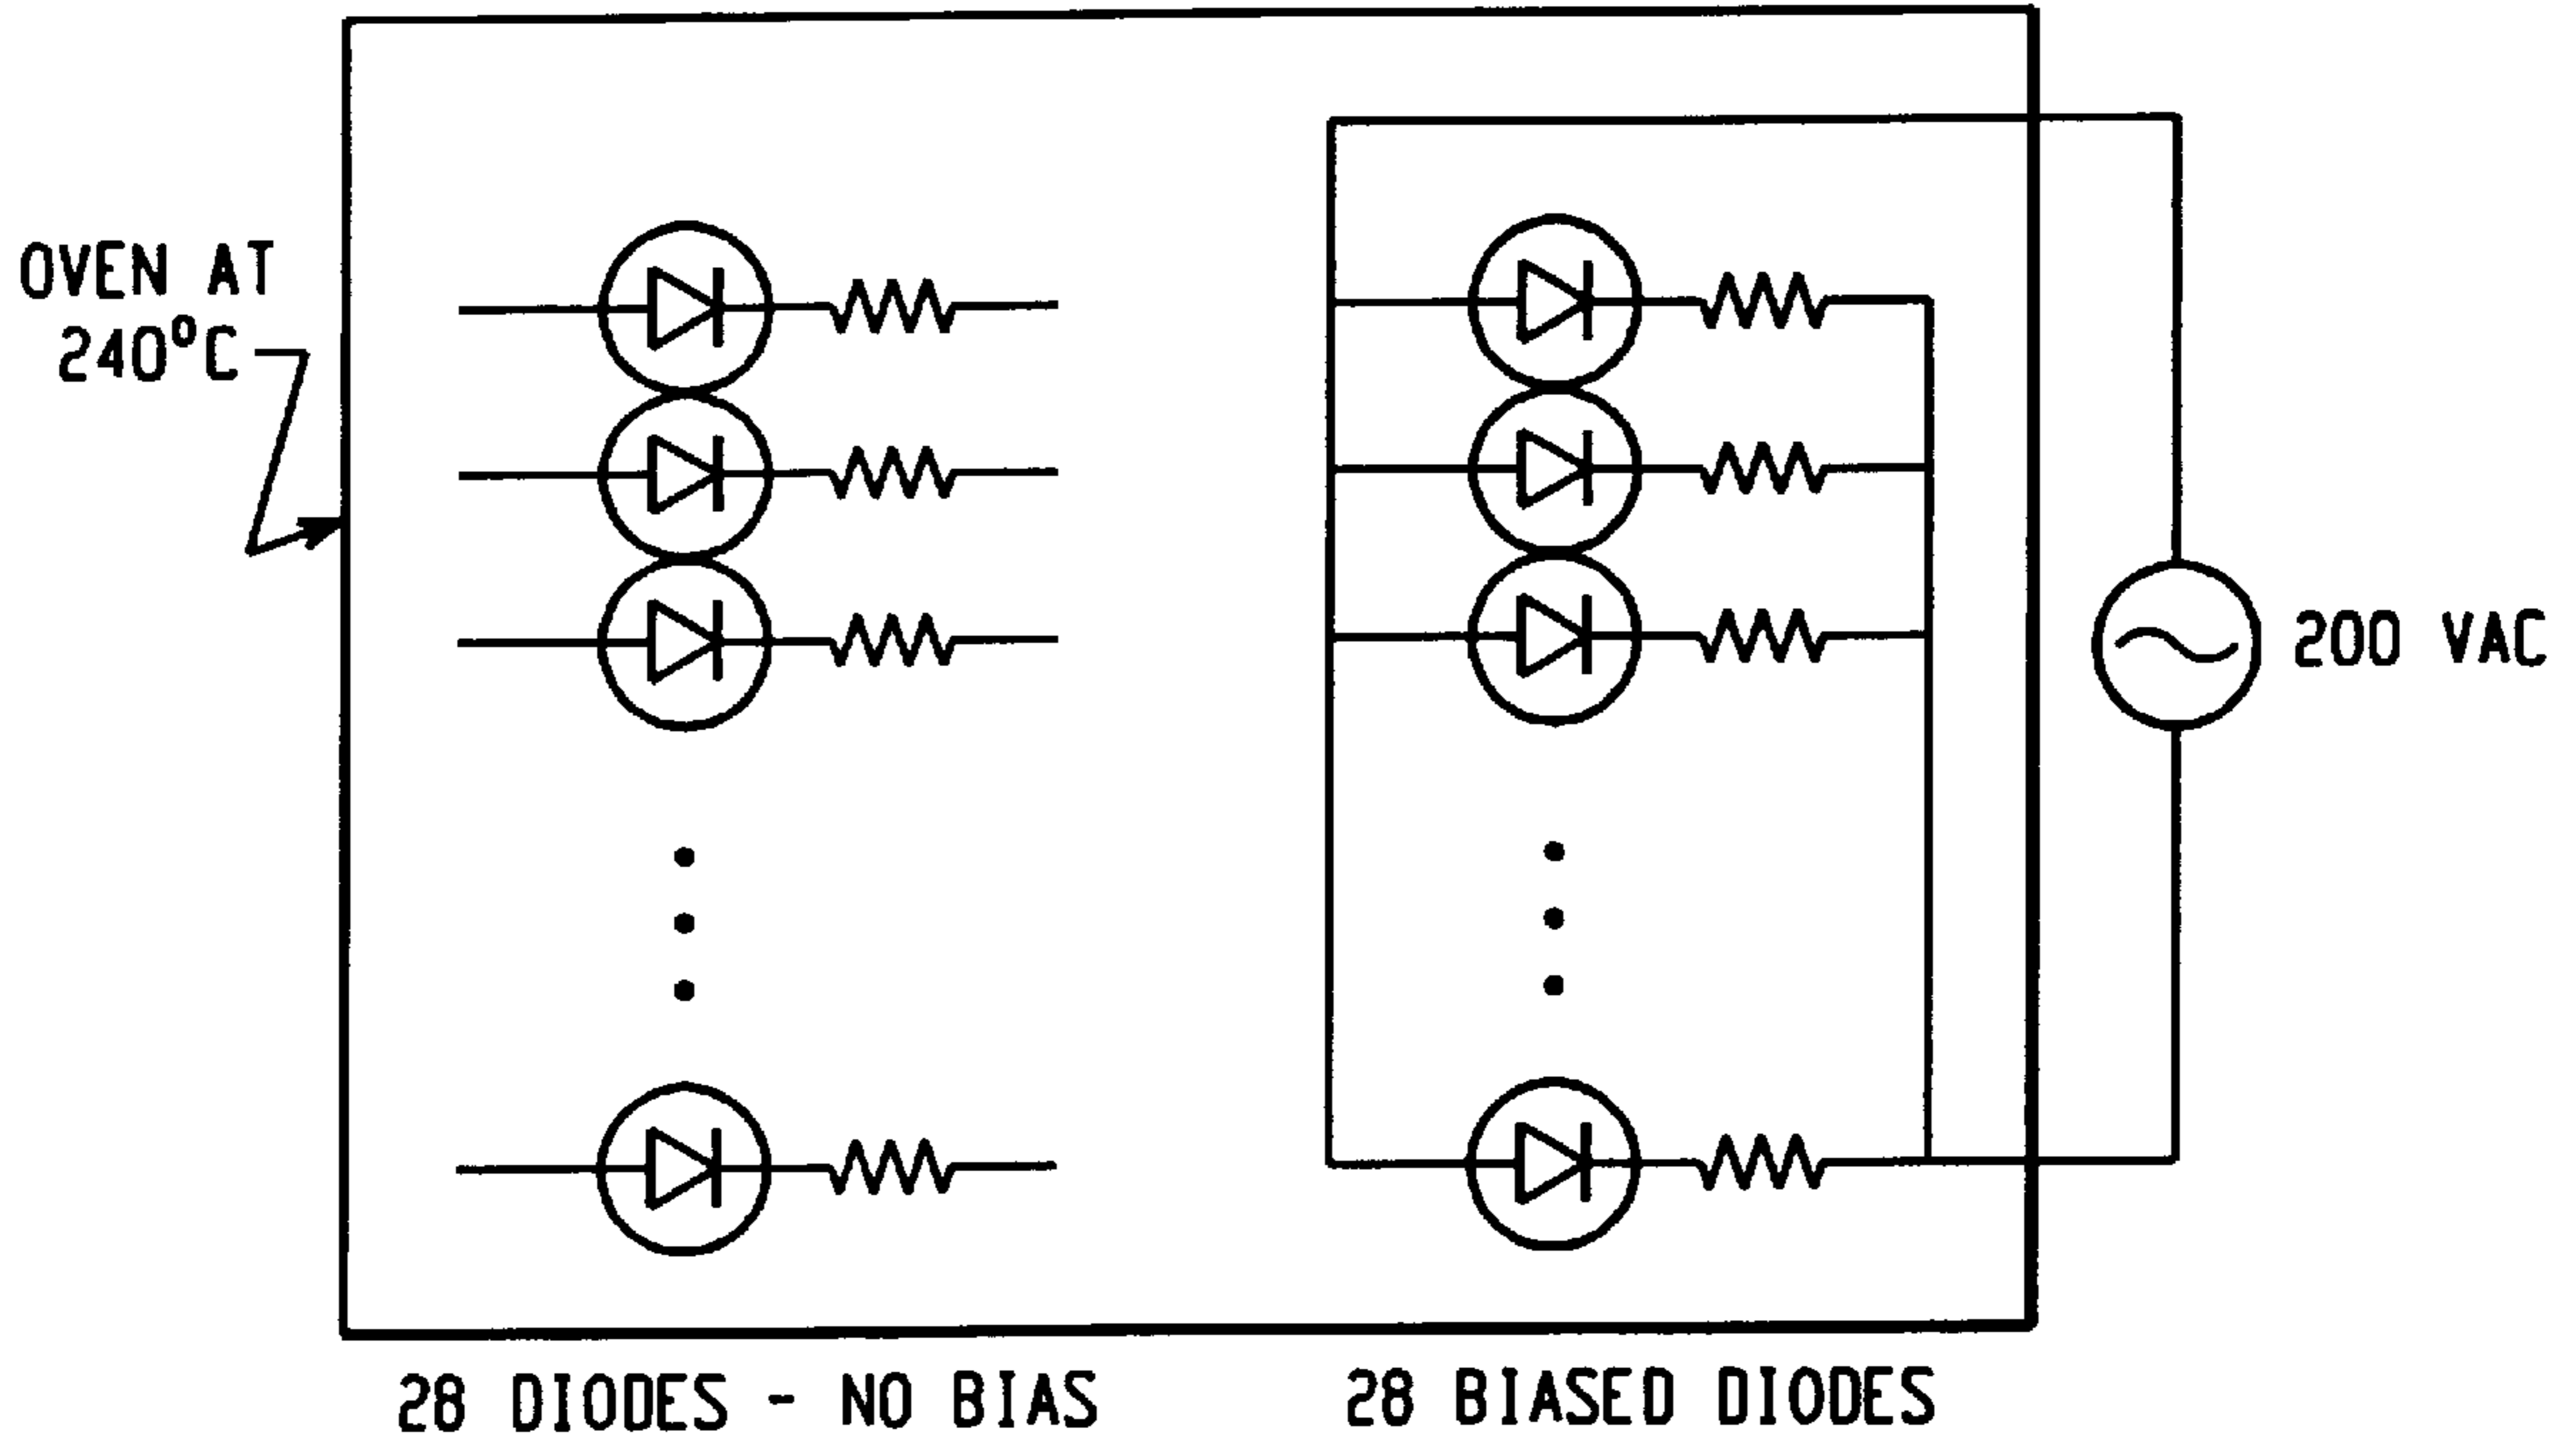 OVEN AT
240°C
200 VAC
28 DIODES - NO BIAS
28 BIASED DIODES